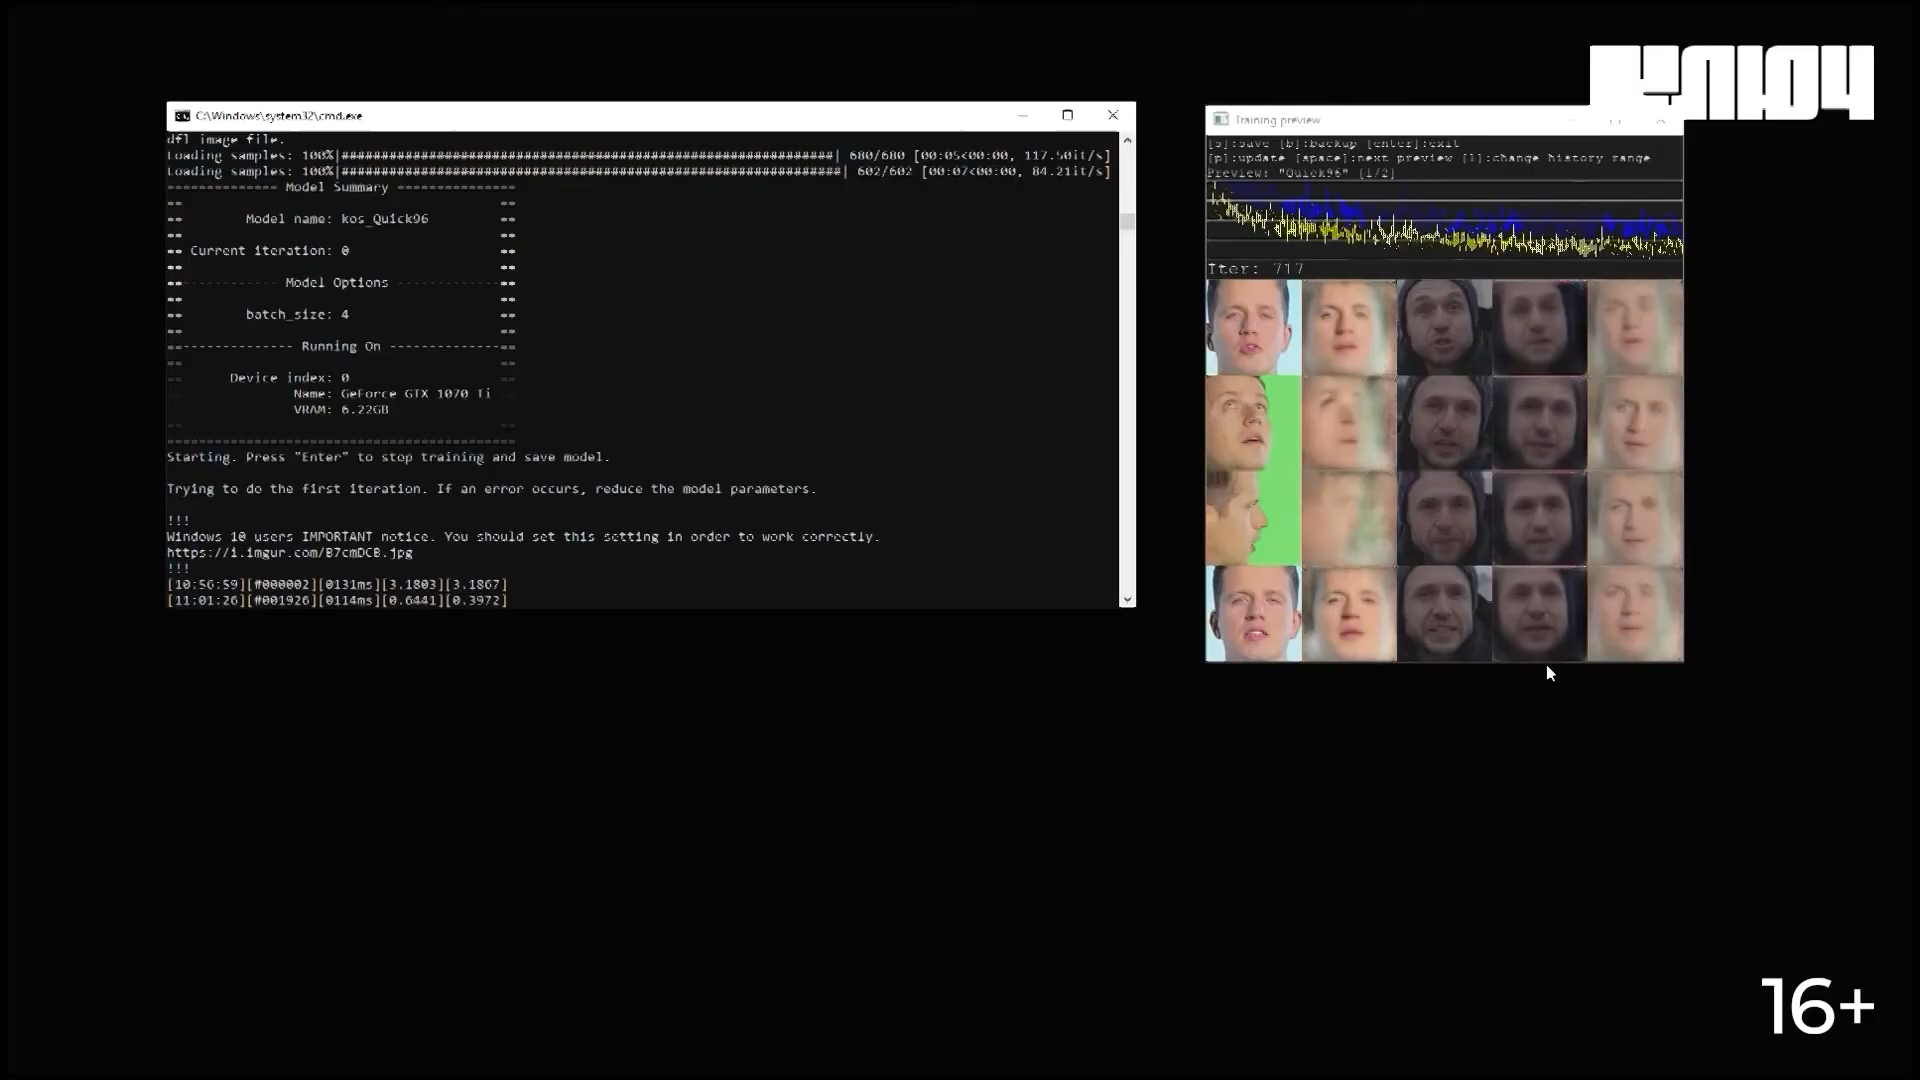 КЛЮЧ
C:\Windows\system32\cmd.exe
dfl image file.
Loading samples: 100%|##############################################################| 680/680 [00:05<00:00, 117.50it/s]
Loading samples: 100%|###############################################################| 602/602 [00:07<00:00, 84.21it/s]
-------------- Model Summary ---------------
== ==
== Model name: kos_Quick96 ==
== ==
== Current iteration: 0 ==
== ==
==-------------- Model Options -------------==
== ==
== batch_size: 4 ==
== ==
==-------------- Running On ---------------==
== ==
== Device index: 0 ==
== Name: GeForce GTX 1070 Ti ==
== VRAM: 6.22GB ==
== ==
============================================
Starting. Press "Enter" to stop training and save model.
Trying to do the first iteration. If an error occurs, reduce the model parameters.
!!!
Windows 10 users IMPORTANT notice. You should set this setting in order to work correctly.
https://i.imgur.com/B7cmDCB.jpg
!!!
[10:56:59][#000002][0131ms][3.1803][3.1867]
[11:01:26][#001926][0114ms][0.6441][0.3972]
Training preview
[s]:save [b]:backup [enter]:exit
[p]:update [space]:next preview [l]:change history range
Preview: "Quick96" [1/2]
Iter: 717
16+